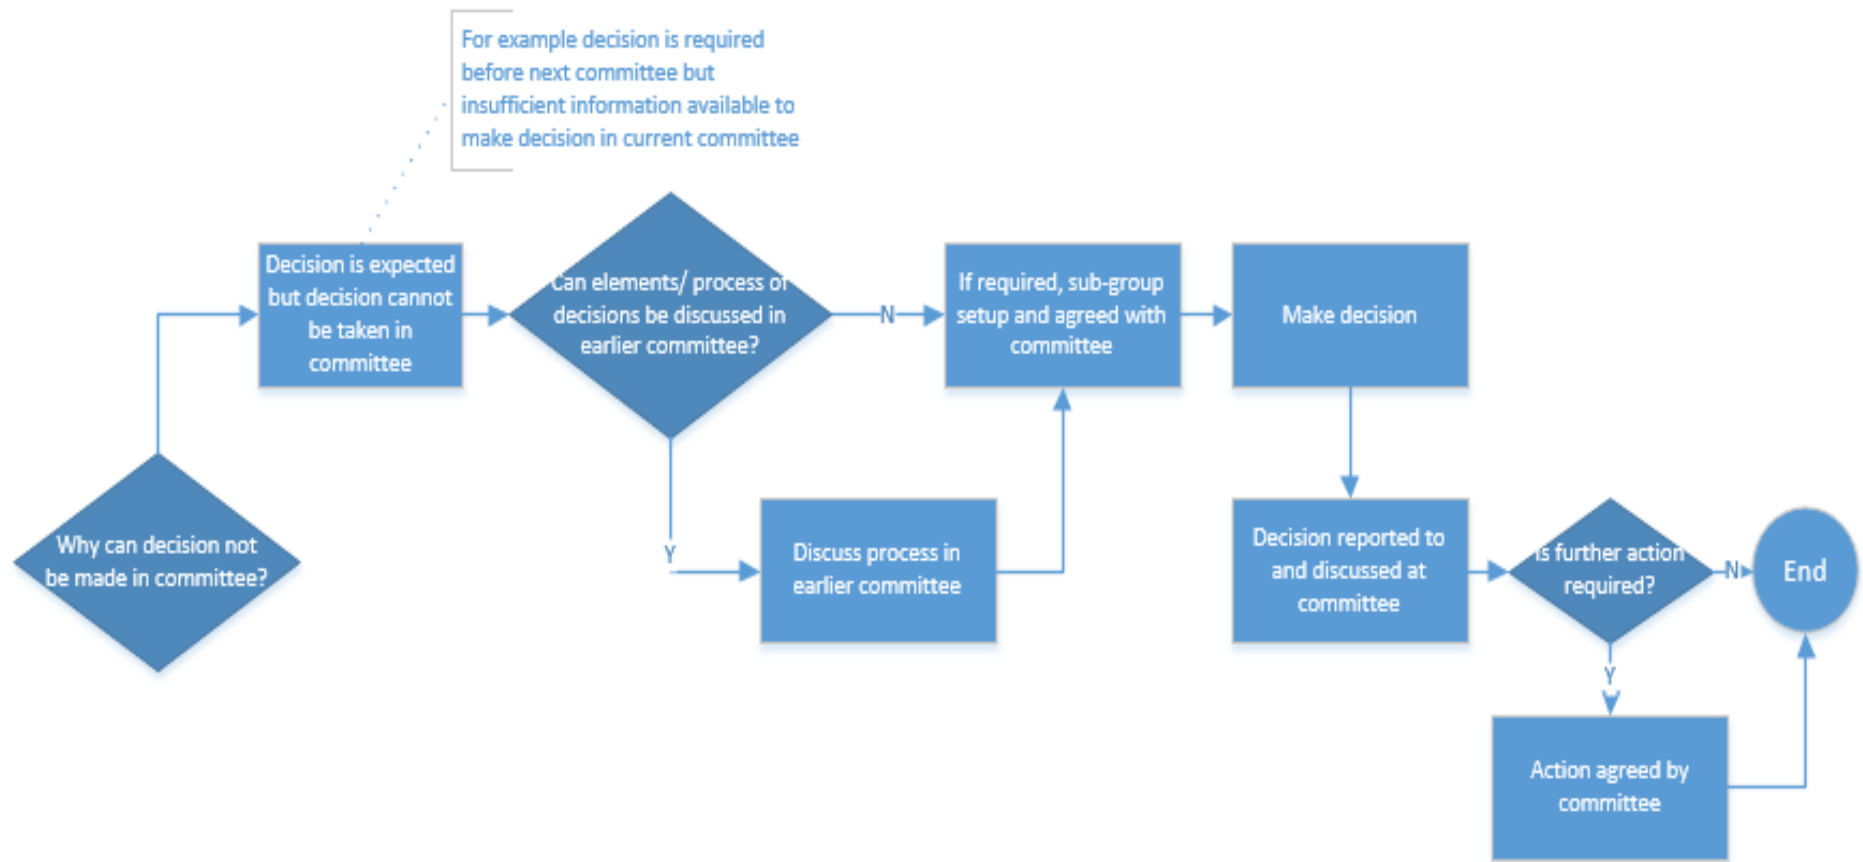 For example decision is required
before next committee but
insufficient information available to
make decision in current committee
Decision is expected
but decision cannot
be taken in
committee
Can elements/ process of
decisions be discussed in
earlier committee?
N
If required, sub-group
setup and agreed with
committee
Make decision
Why can decision not
be made in committee?
Y
Discuss process in
earlier committee
Decision reported to
and discussed at
committee
Is further action
required?
N
End
Y
Action agreed by
committee